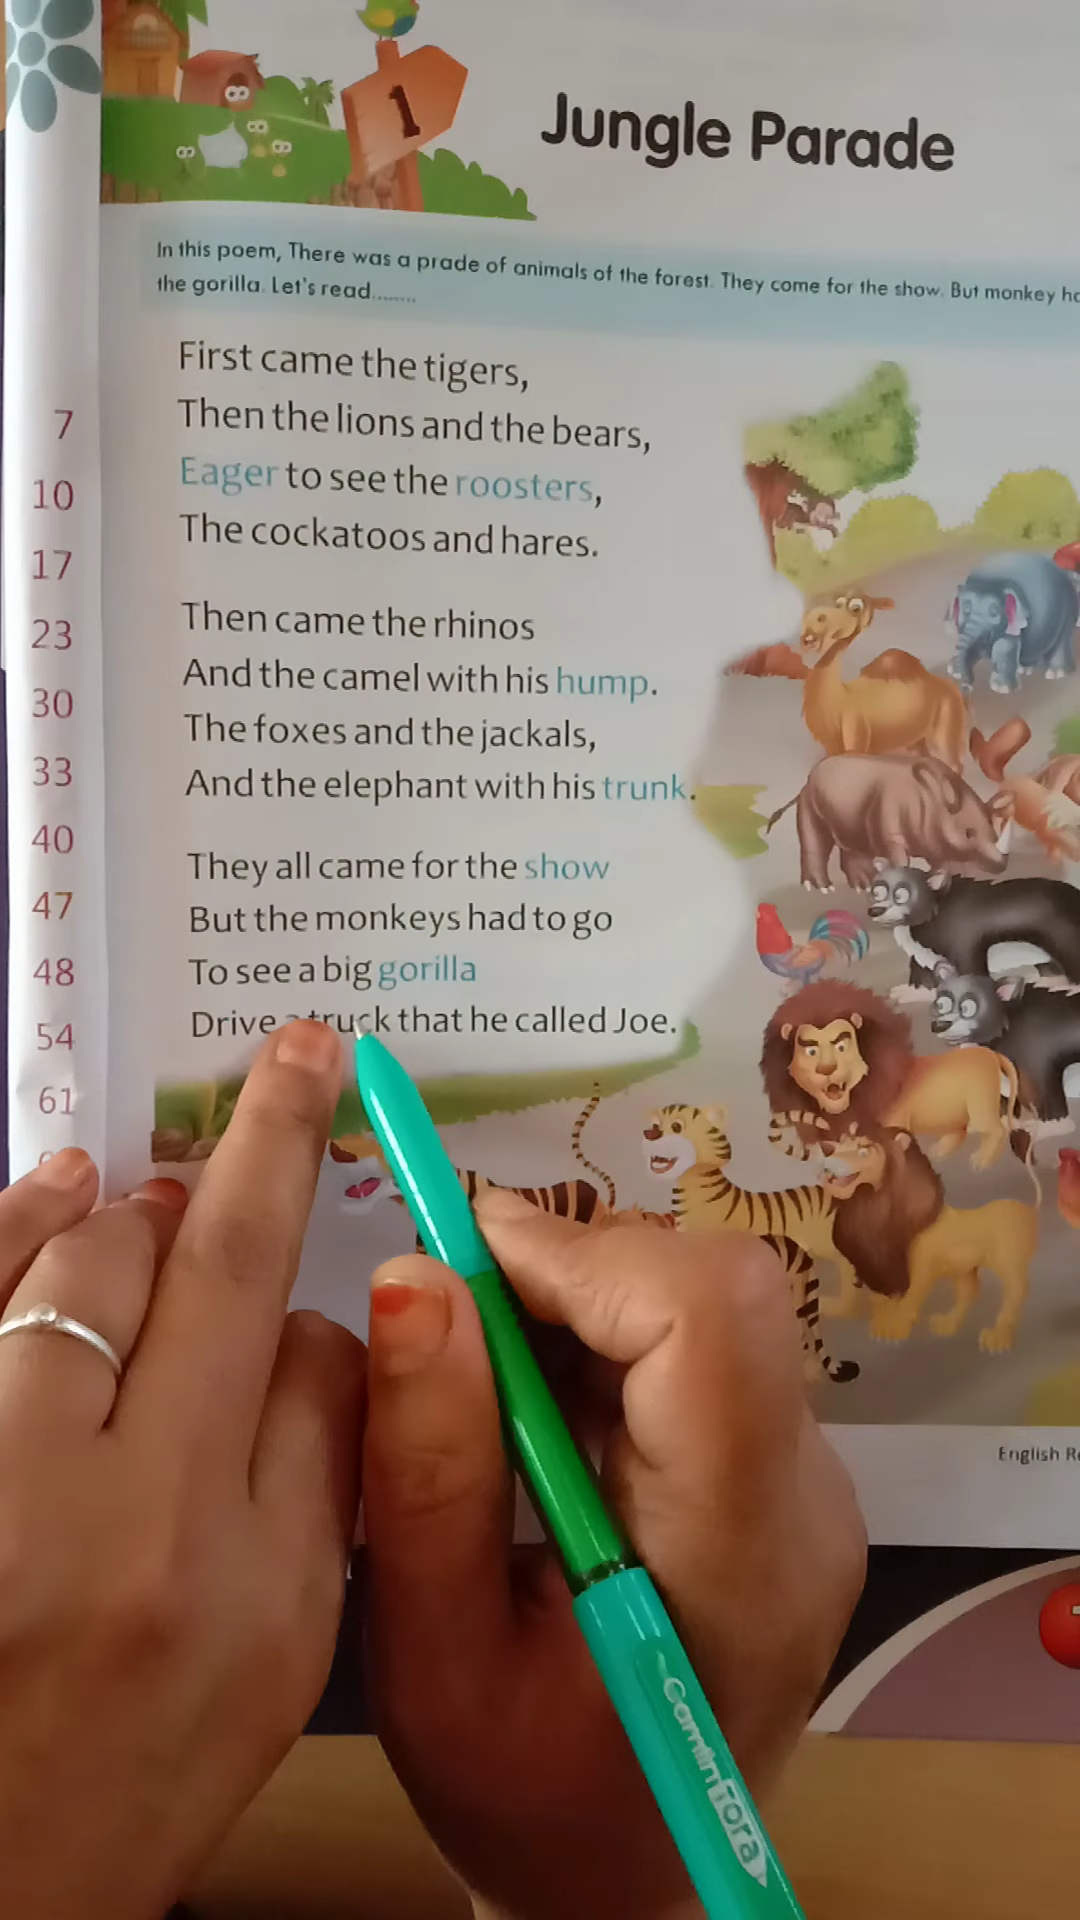 1
Jungle Parade
In this poem, There was a prade of animals of the forest. They come for the show. But monkey
the gorilla. Let's read........
First came the tigers,
Then the lions and the bears,
Eager to see the roosters,
The cockatoos and hares.
Then came the rhinos
And the camel with his hump.
The foxes and the jackals,
And the elephant with his trunk.
They all came for the show
But the monkeys had to go
To see a big gorilla
Drive a truck that he called Joe.
7
10
17
23
30
33
40
47
48
54
61
English
Camlin Fora